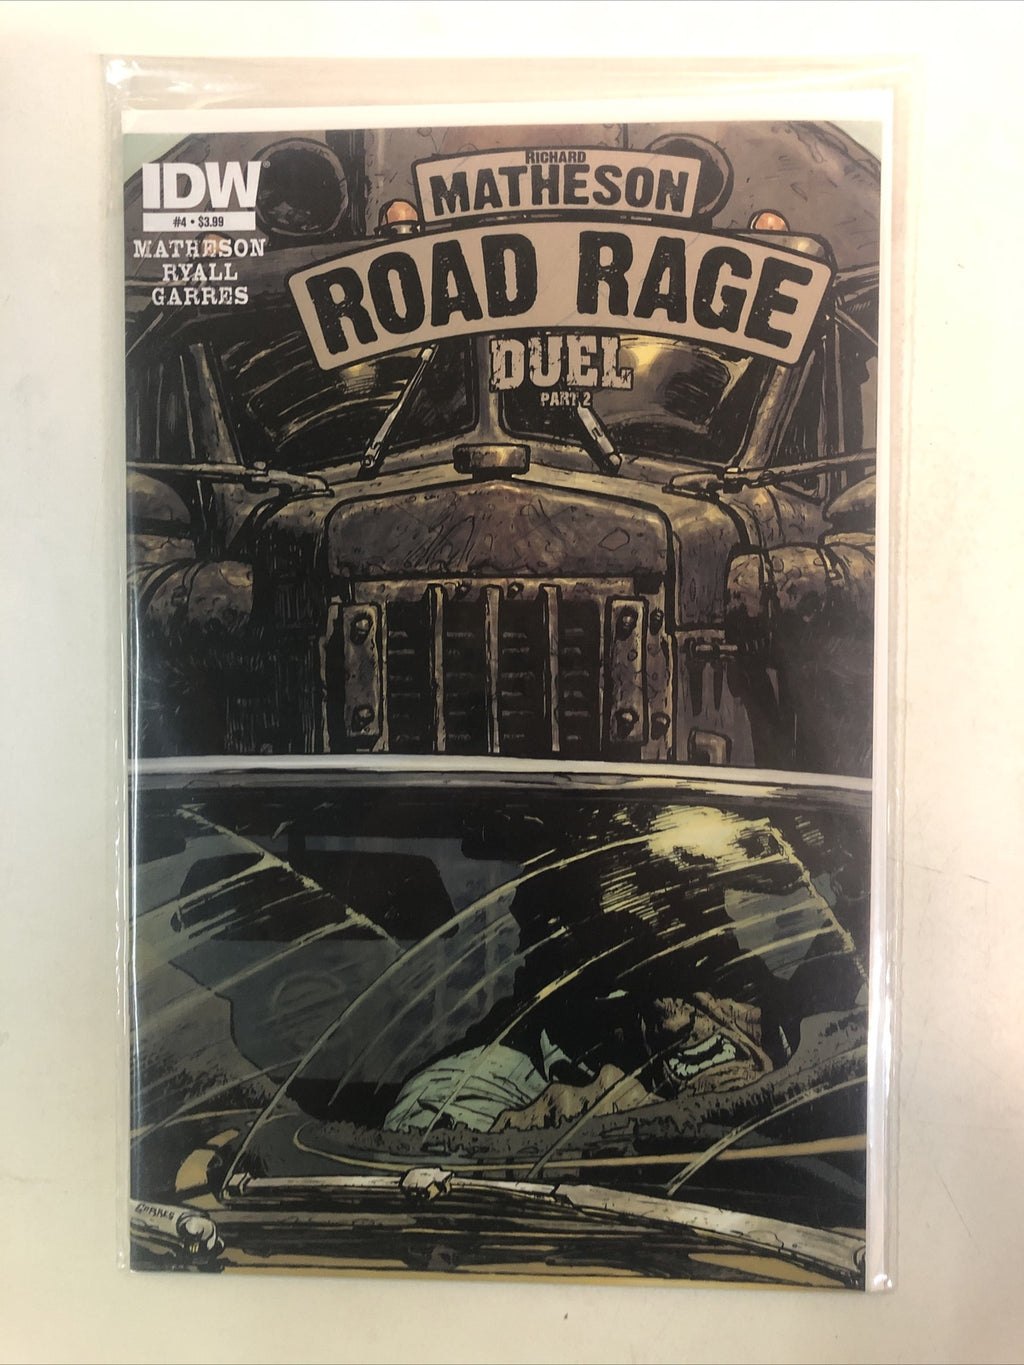 IDW
#4 • $3.99
MATHESON
RYALL
GARRES
RICHARD
MATHESON
ROAD RAGE
DUEL
PART 2
GARRES